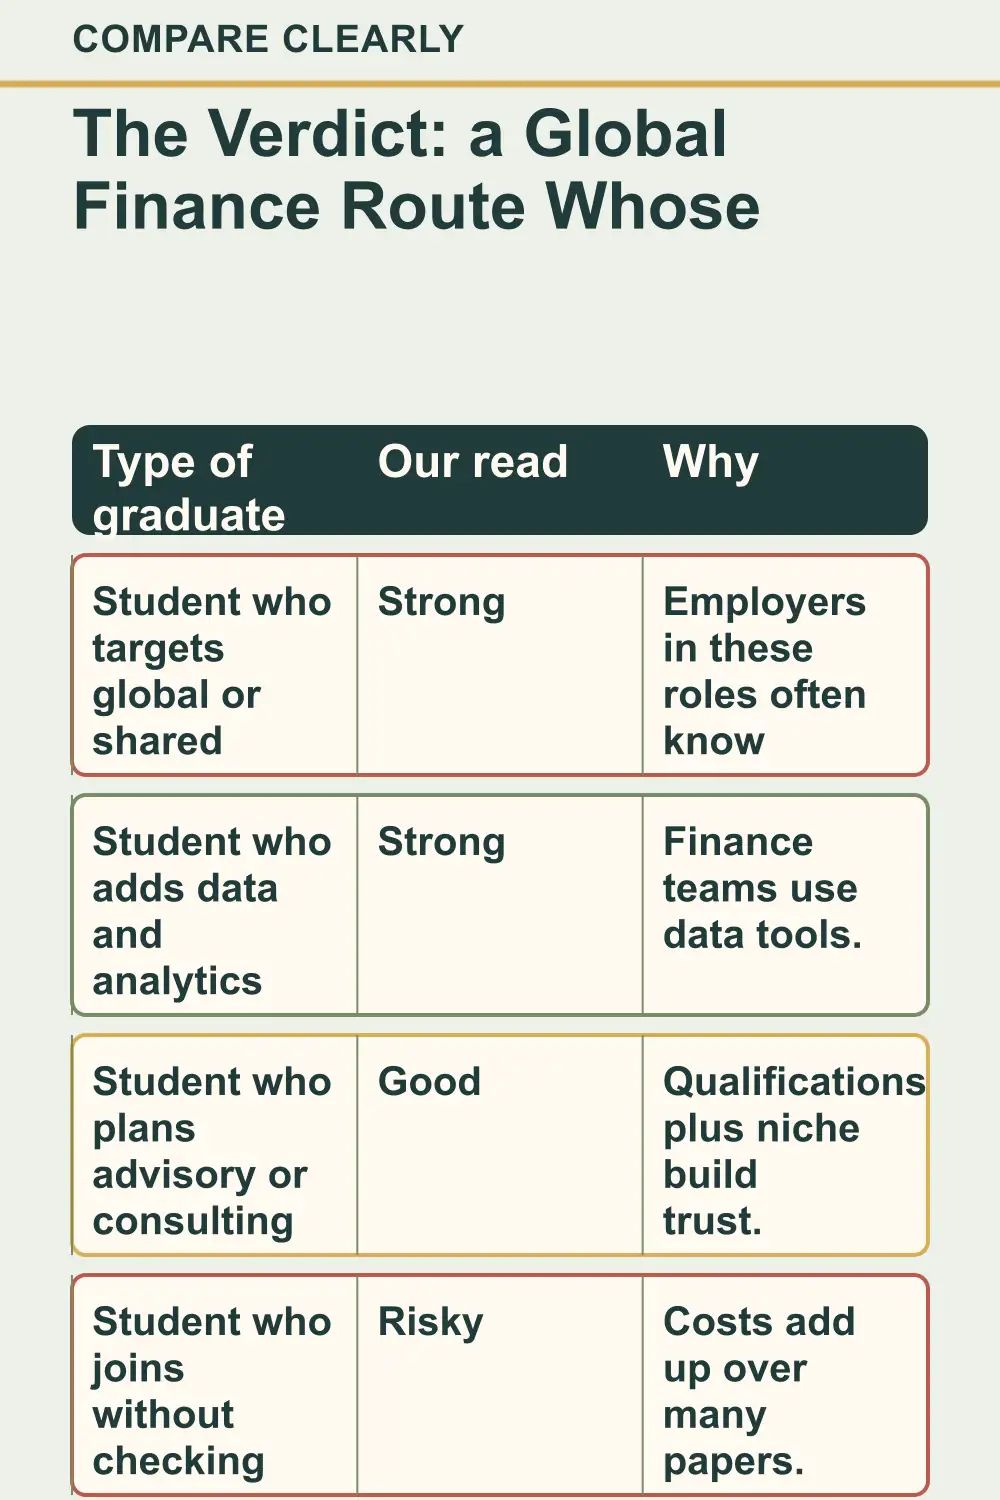 COMPARE CLEARLY
The Verdict: a Global
Finance Route Whose
Type of
graduate
Our read
Why
Student who
targets
global or
shared
Strong
Employers
in these
roles often
know
Student who
adds data
and
analytics
Strong
Finance
teams use
data tools.
Student who
plans
advisory or
consulting
Good
Qualifications
plus niche
build
trust.
Student who
joins
without
checking
Risky
Costs add
up over
many
papers.